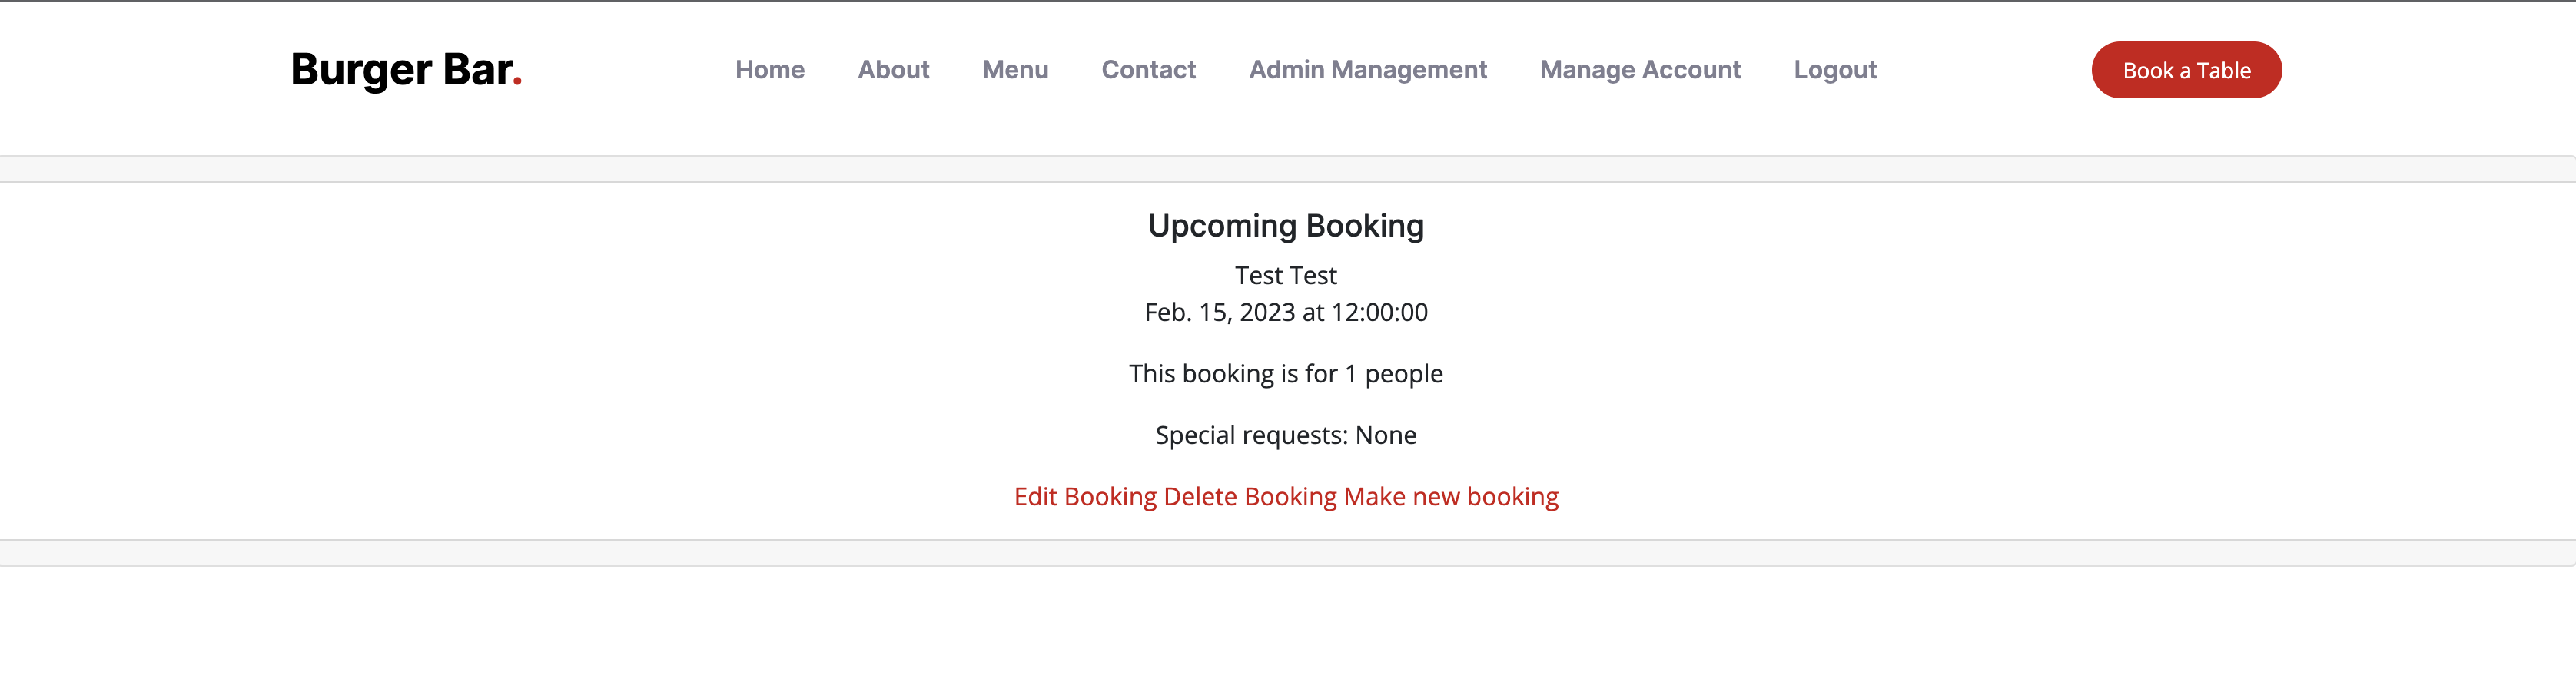 Burger Bar.
Home About Menu Contact Admin Management Manage Account Logout
Book a Table
Upcoming Booking
Test Test
Feb. 15, 2023 at 12:00:00
This booking is for 1 people
Special requests: None
Edit Booking Delete Booking Make new booking